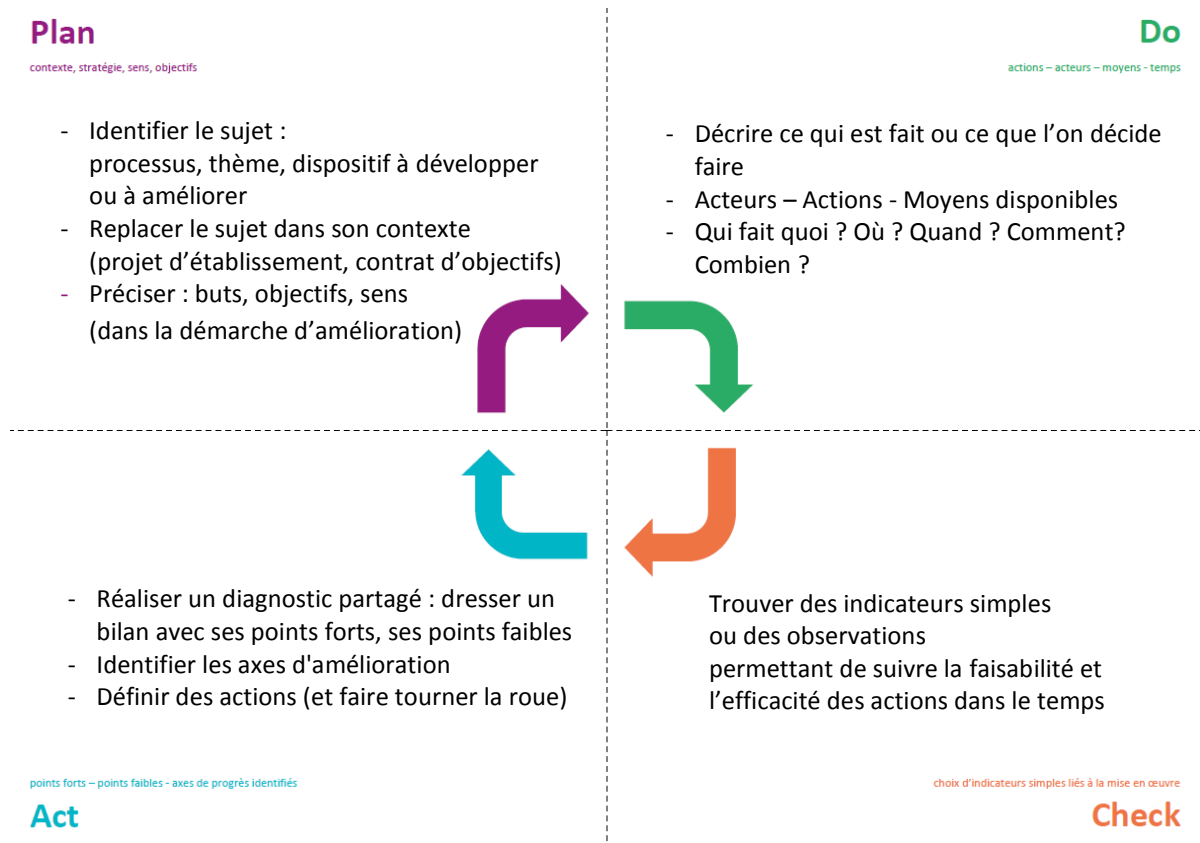 Plan
contexte, stratégie, sens, objectifs
- Identifier le sujet :
processus, thème, dispositif à développer
ou à améliorer
- Replacer le sujet dans son contexte
(projet d'établissement, contrat d'objectifs)
- Préciser : buts, objectifs, sens
(dans la démarche d'amélioration)
Do
actions – acteurs – moyens - temps
- Décrire ce qui est fait ou ce que l'on décide
faire
- Acteurs – Actions - Moyens disponibles
- Qui fait quoi ? Où ? Quand ? Comment?
Combien ?
- Réaliser un diagnostic partagé : dresser un
bilan avec ses points forts, ses points faibles
- Identifier les axes d'amélioration
- Définir des actions (et faire tourner la roue)
points forts – points faibles - axes de progrès identifiés
Act
Trouver des indicateurs simples
ou des observations
permettant de suivre la faisabilité et
l'efficacité des actions dans le temps
choix d'indicateurs simples liés à la mise en œuvre
Check